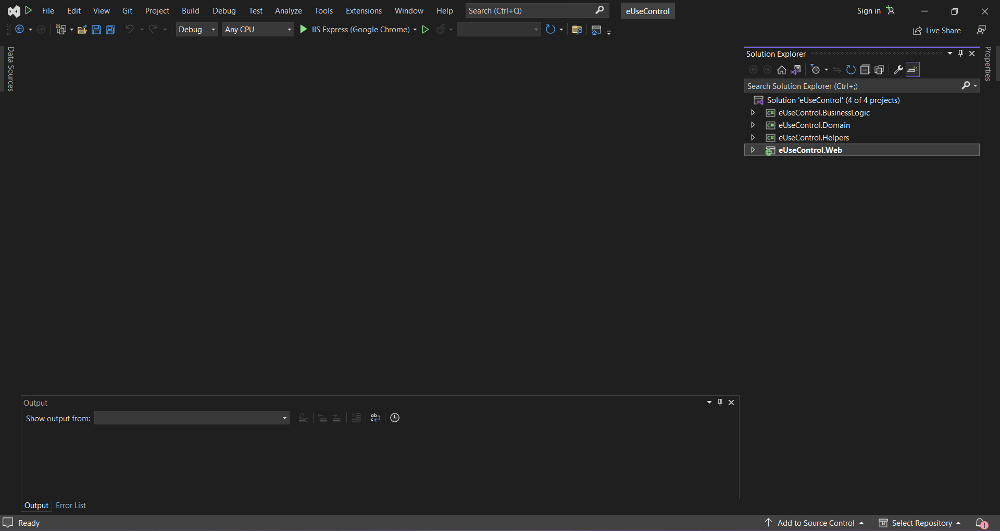 File Edit View Git Project Build Debug Test Analyze Tools Extensions Window Help Search (Ctrl+Q) eUseControl Sign in
Debug Any CPU IIS Express (Google Chrome) Live Share
Data Sources
Solution Explorer
Properties
Search Solution Explorer (Ctrl+;)
Solution 'eUseControl' (4 of 4 projects)
C# eUseControl.BusinessLogic
C# eUseControl.Domain
C# eUseControl.Helpers
eUseControl.Web
Output
Show output from:
Output Error List
Ready Add to Source Control Select Repository 1